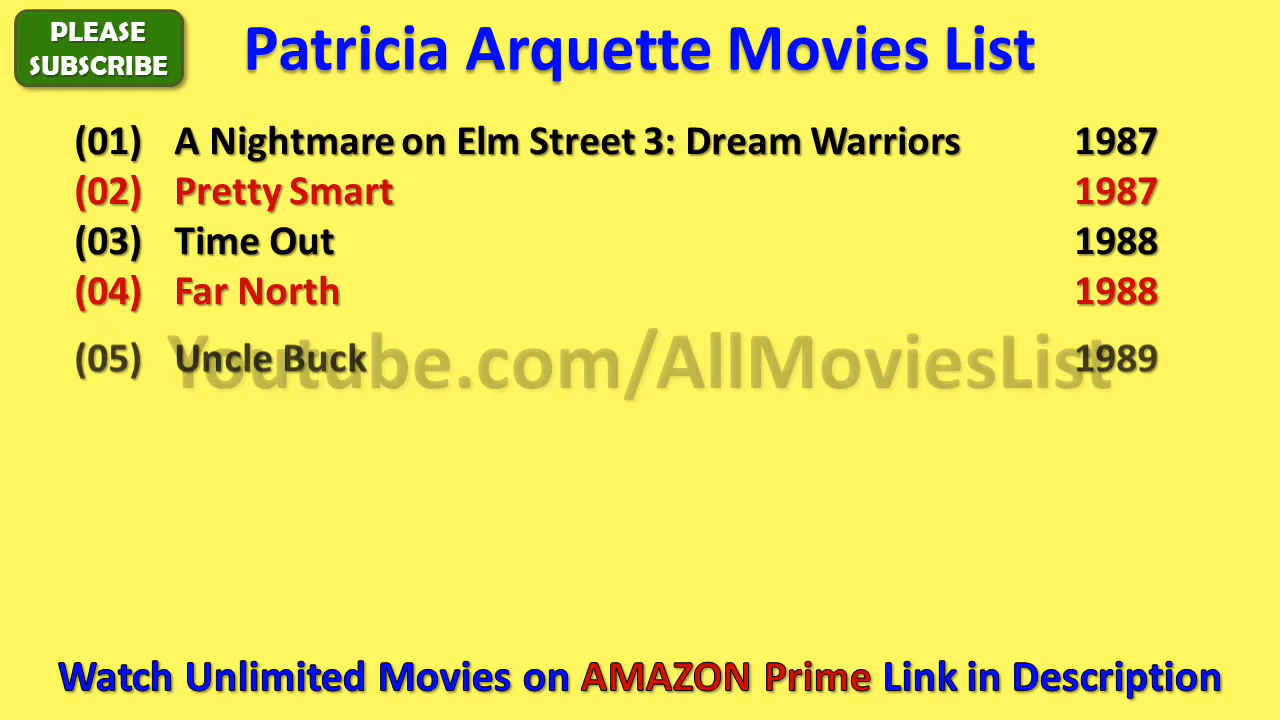 PLEASE
SUBSCRIBE
Patricia Arquette Movies List
(01) A Nightmare on Elm Street 3: Dream Warriors 1987
(02) Pretty Smart 1987
(03) Time Out 1988
(04) Far North 1988
(05) Uncle Buck 1989
Youtube.com/AllMoviesList
Watch Unlimited Movies on AMAZON Prime Link in Description